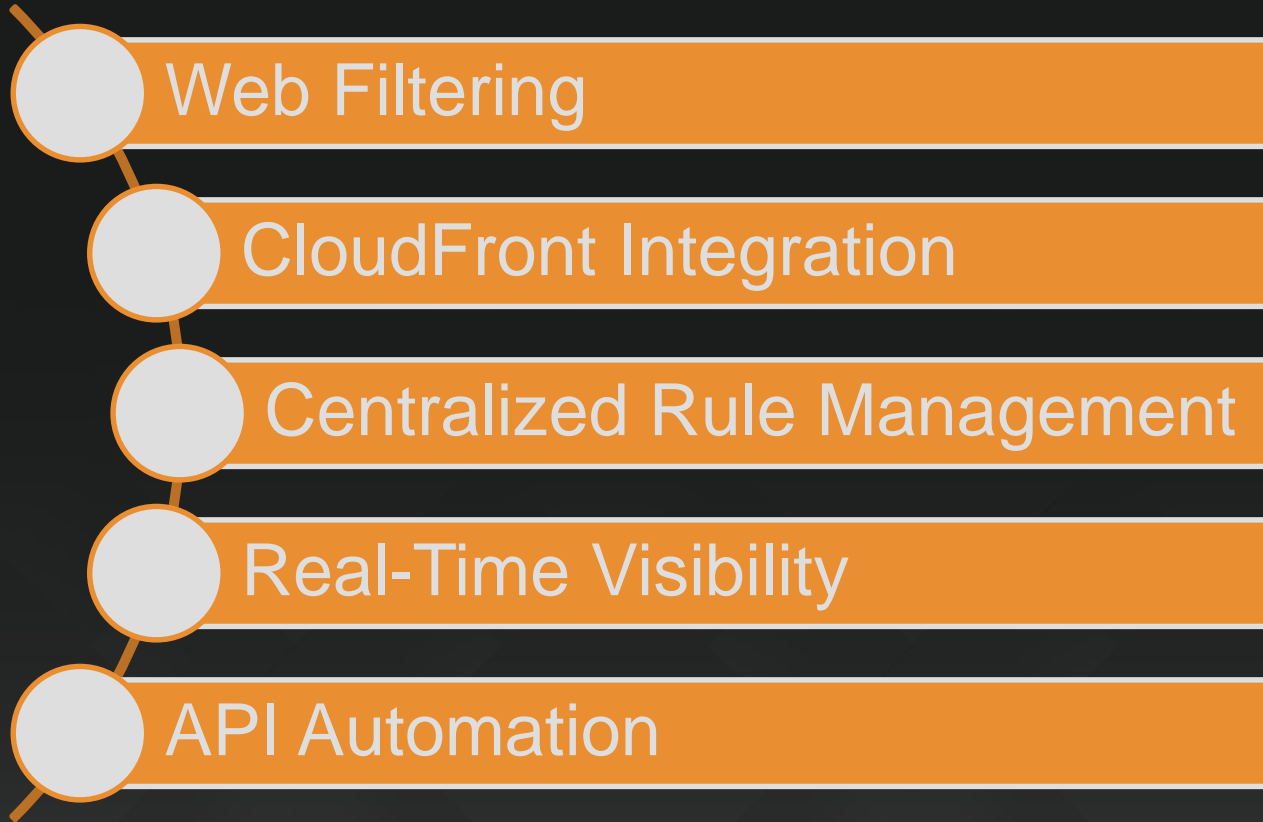 Web Filtering
CloudFront Integration
Centralized Rule Management
Real-Time Visibility
API Automation